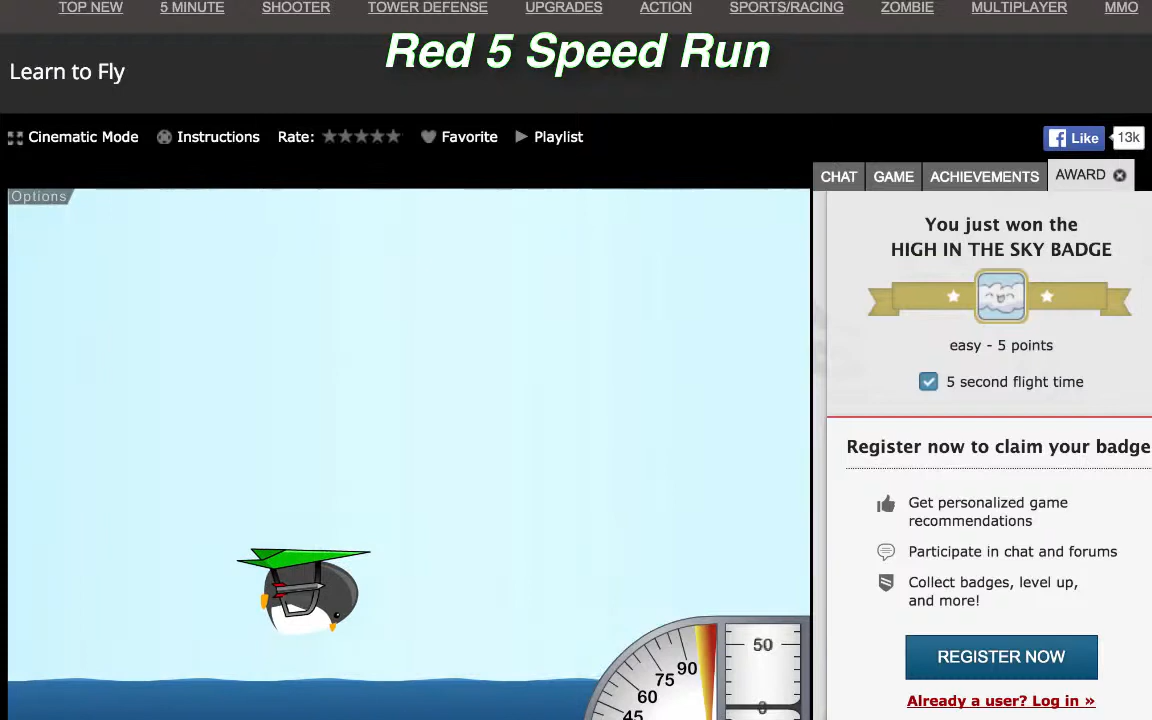 TOP NEW 5 MINUTE SHOOTER TOWER DEFENSE UPGRADES ACTION SPORTS/RACING ZOMBIE MULTIPLAYER MMO
Red 5 Speed Run
Learn to Fly
Cinematic Mode Instructions Rate: Favorite Playlist
Like 13k
CHAT GAME ACHIEVEMENTS AWARD
Options
You just won the
HIGH IN THE SKY BADGE
easy - 5 points
5 second flight time
Register now to claim your badge
Get personalized game
recommendations
Participate in chat and forums
Collect badges, level up,
and more!
REGISTER NOW
Already a user? Log in »
50
90
75
60
0
45